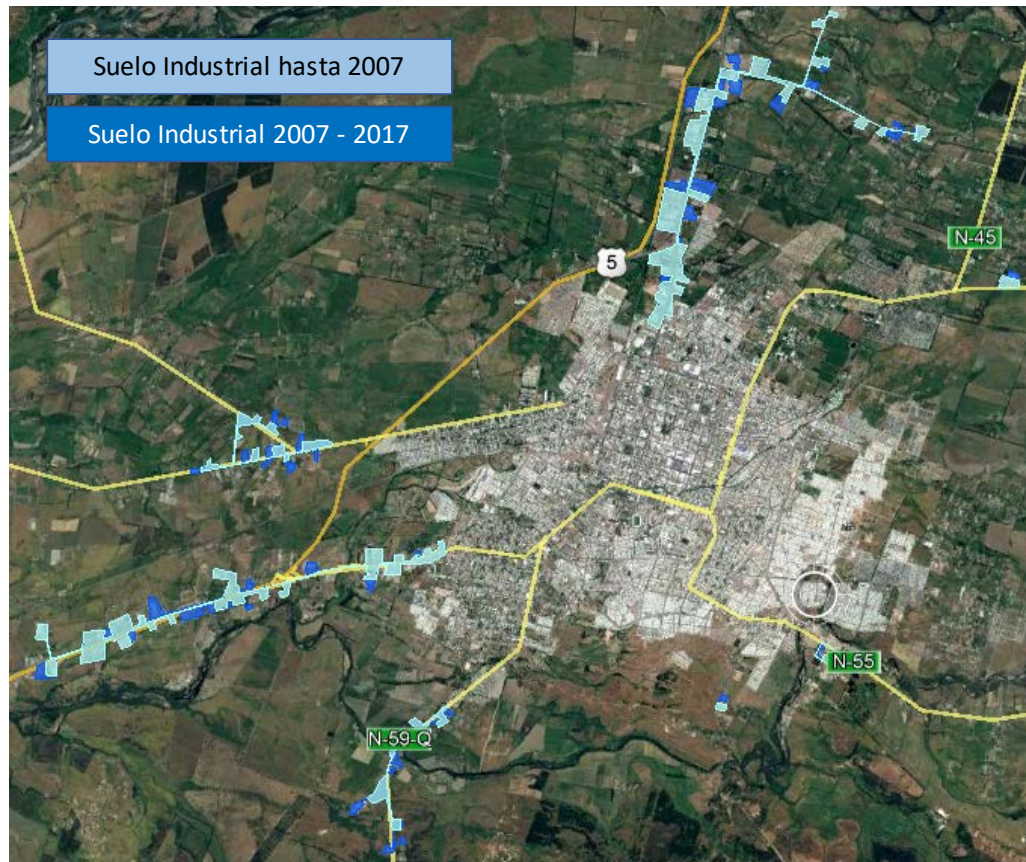 Suelo Industrial hasta 2007
Suelo Industrial 2007 - 2017
N-45
5
N-55
N-59-Q